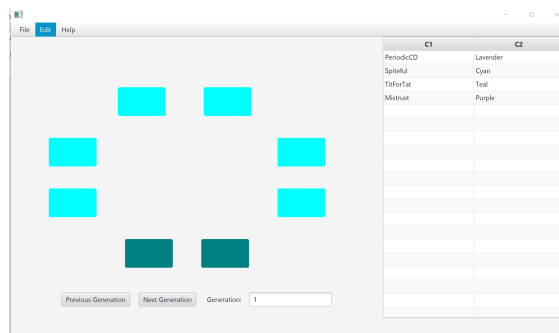 File Edit Help
C1 C2
PeriodicCD Lavender
Spiteful Cyan
TitForTat Teal
Mistrust Purple
Previous Generation Next Generation Generation: 1